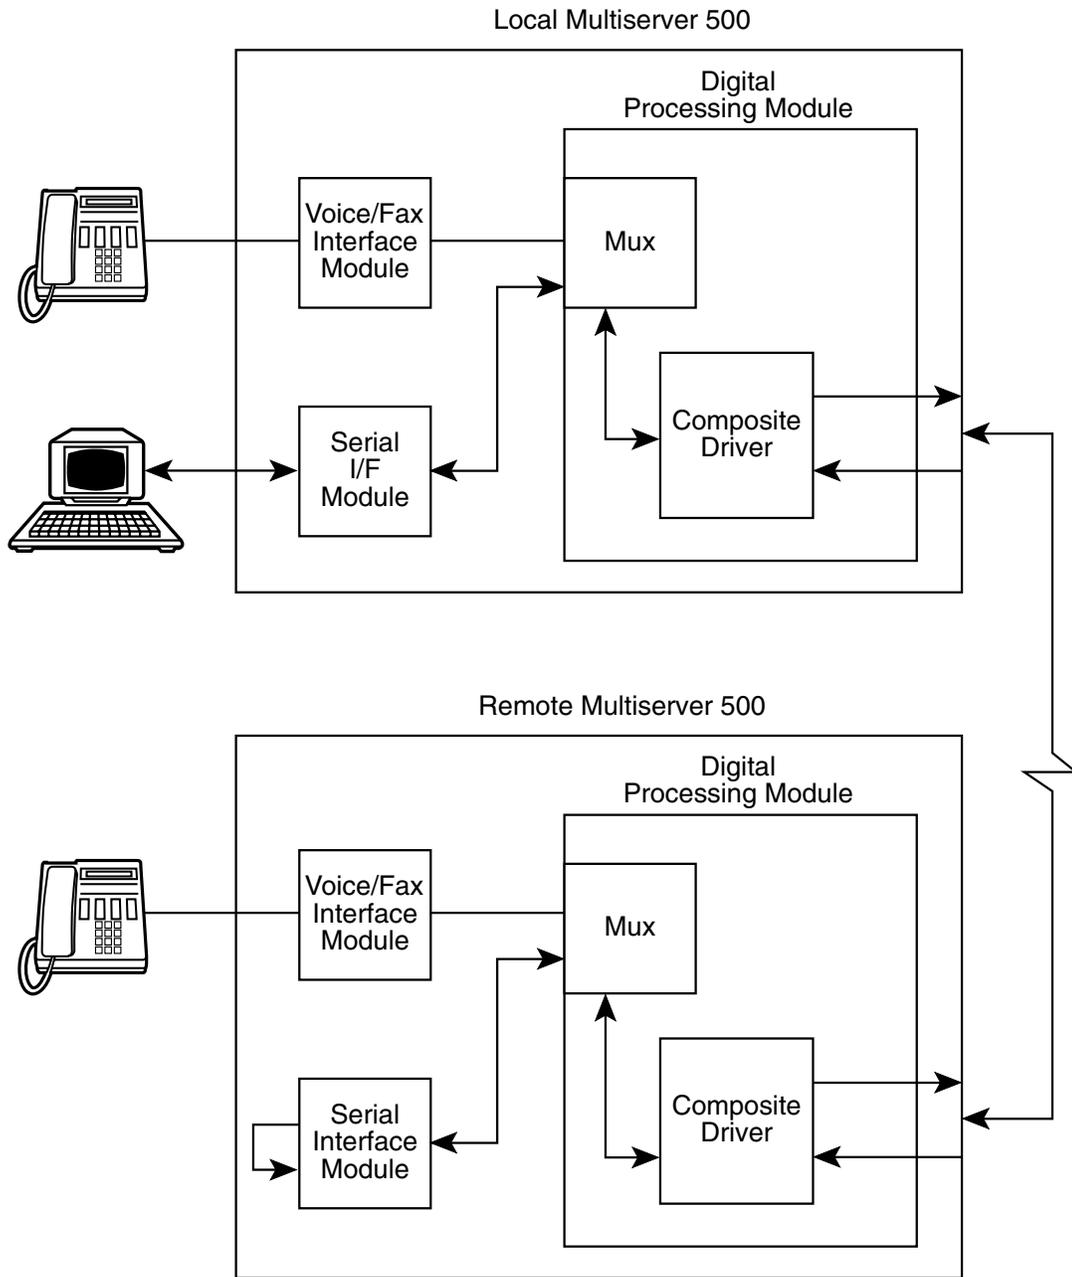 Local Multiserver 500
Digital
Processing Module
Voice/Fax
Interface
Module
Mux
Serial
I/F
Module
Composite
Driver
Remote Multiserver 500
Digital
Processing Module
Voice/Fax
Interface
Module
Mux
Serial
Interface
Module
Composite
Driver